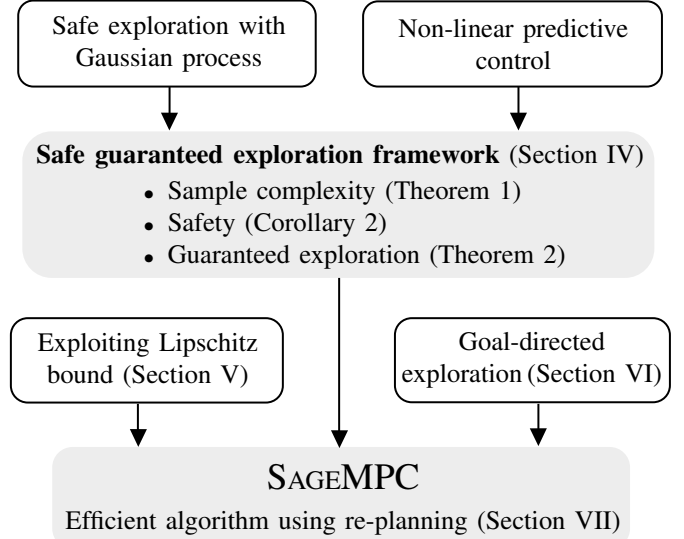 Safe exploration with
Gaussian process
Non-linear predictive
control
Safe guaranteed exploration framework (Section IV)
• Sample complexity (Theorem 1)
• Safety (Corollary 2)
• Guaranteed exploration (Theorem 2)
Exploiting Lipschitz
bound (Section V)
Goal-directed
exploration (Section VI)
SAGEMPC
Efficient algorithm using re-planning (Section VII)